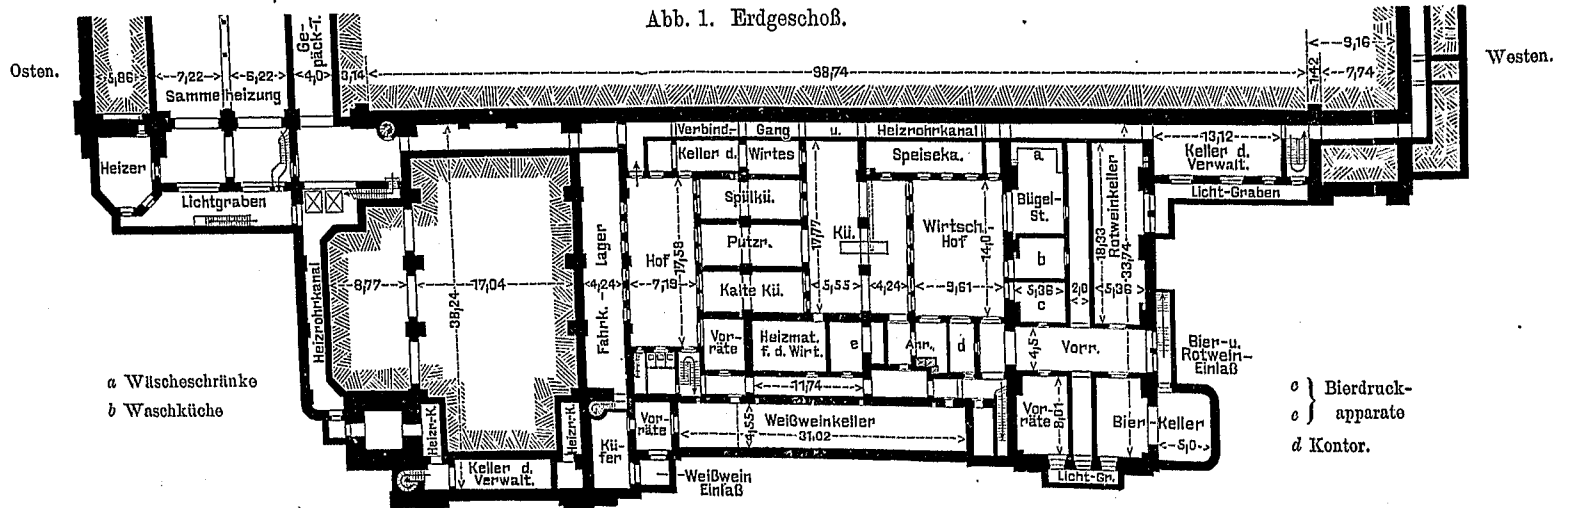 Abb. 1. Erdgeschoß.
Osten.
Westen.
5,86
7,22
6,22
4,0
3,14
98,74
9,16
1,42
7,74
Ge-
päck-T.
Sammelheizung
Heizer
Lichtgraben
Heizrohrkanal
8,77
17,04
38,24
4,24
Fahrk.-Lager
Verbind.- Gang u. Heizrohrkanal
Keller d. Wirtes
Speiseka.
Spülkü.
Putzr.
Kalte Kü.
Hof
17,58
7,19
17,77
Kü.
5,55
4,24
Wirtsch.-
Hof
14,0
9,61
a
Bügel-
St.
b
5,36
c
2,0
Rotweinkeller
18,33
33,74
5,36
13,12
Keller d.
Verwalt.
Licht-Graben
Vor-
räte
Heizmat.
f. d. Wirt.
e
Anr.
d
4,5
Vorr.
Bier- u.
Rotwein-
Einlaß
11,74
Heizr.-K.
Heizr.-K.
Kü-
fer
Vor-
räte
4,55
Weißweinkeller
31,02
Vor-
räte
8,01
Bier-Keller
5,0
Keller d.
Verwalt.
Weißwein
Einlaß
Licht-Gr.
a Wäscheschränke
b Waschküche
c } Bierdruck-
e } apparate
d Kontor.